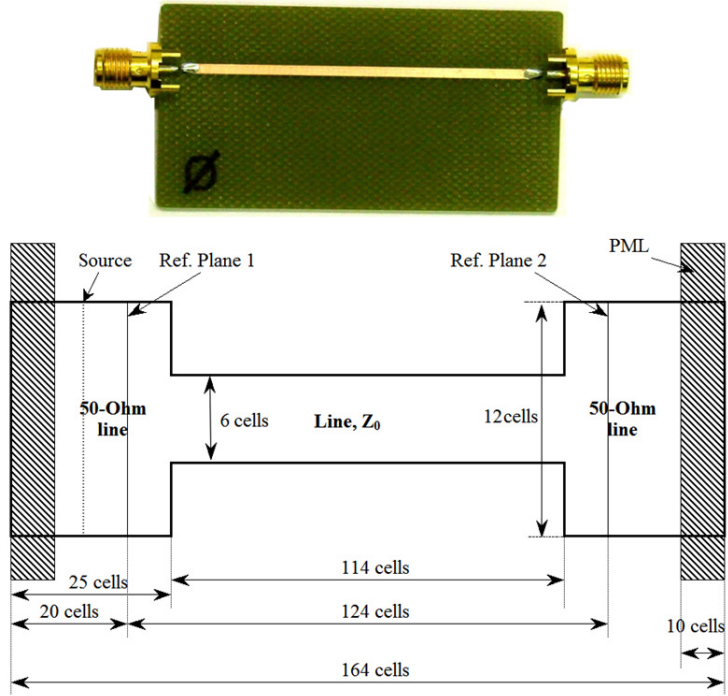 Ø
Source
Ref. Plane 1
Ref. Plane 2
PML
50-Ohm
line
6 cells
Line, Z₀
12cells
50-Ohm
line
25 cells
114 cells
20 cells
124 cells
10 cells
164 cells